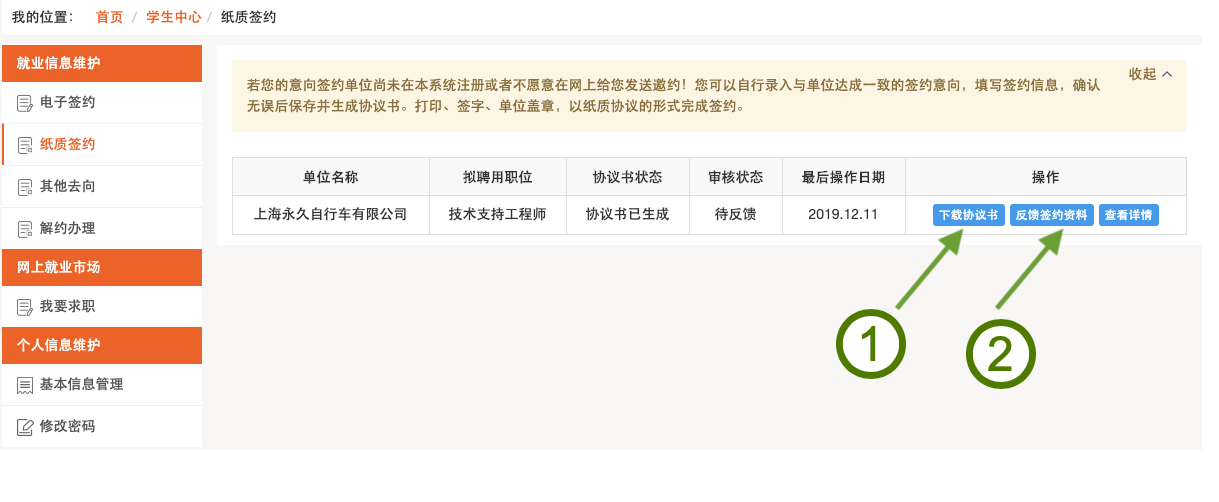 我的位置： 首页 / 学生中心 / 纸质签约
就业信息维护
电子签约
纸质签约
其他去向
解约办理
网上就业市场
我要求职
个人信息维护
基本信息管理
修改密码
收起
若您的意向签约单位尚未在本系统注册或者不愿意在网上给您发送邀约！您可以自行录入与单位达成一致的签约意向，填写签约信息，确认
无误后保存并生成协议书。打印、签字、单位盖章，以纸质协议的形式完成签约。
单位名称 拟聘用职位 协议书状态 审核状态 最后操作日期 操作
上海永久自行车有限公司 技术支持工程师 协议书已生成 待反馈 2019.12.11 下载协议书 反馈签约资料 查看详情
1 2